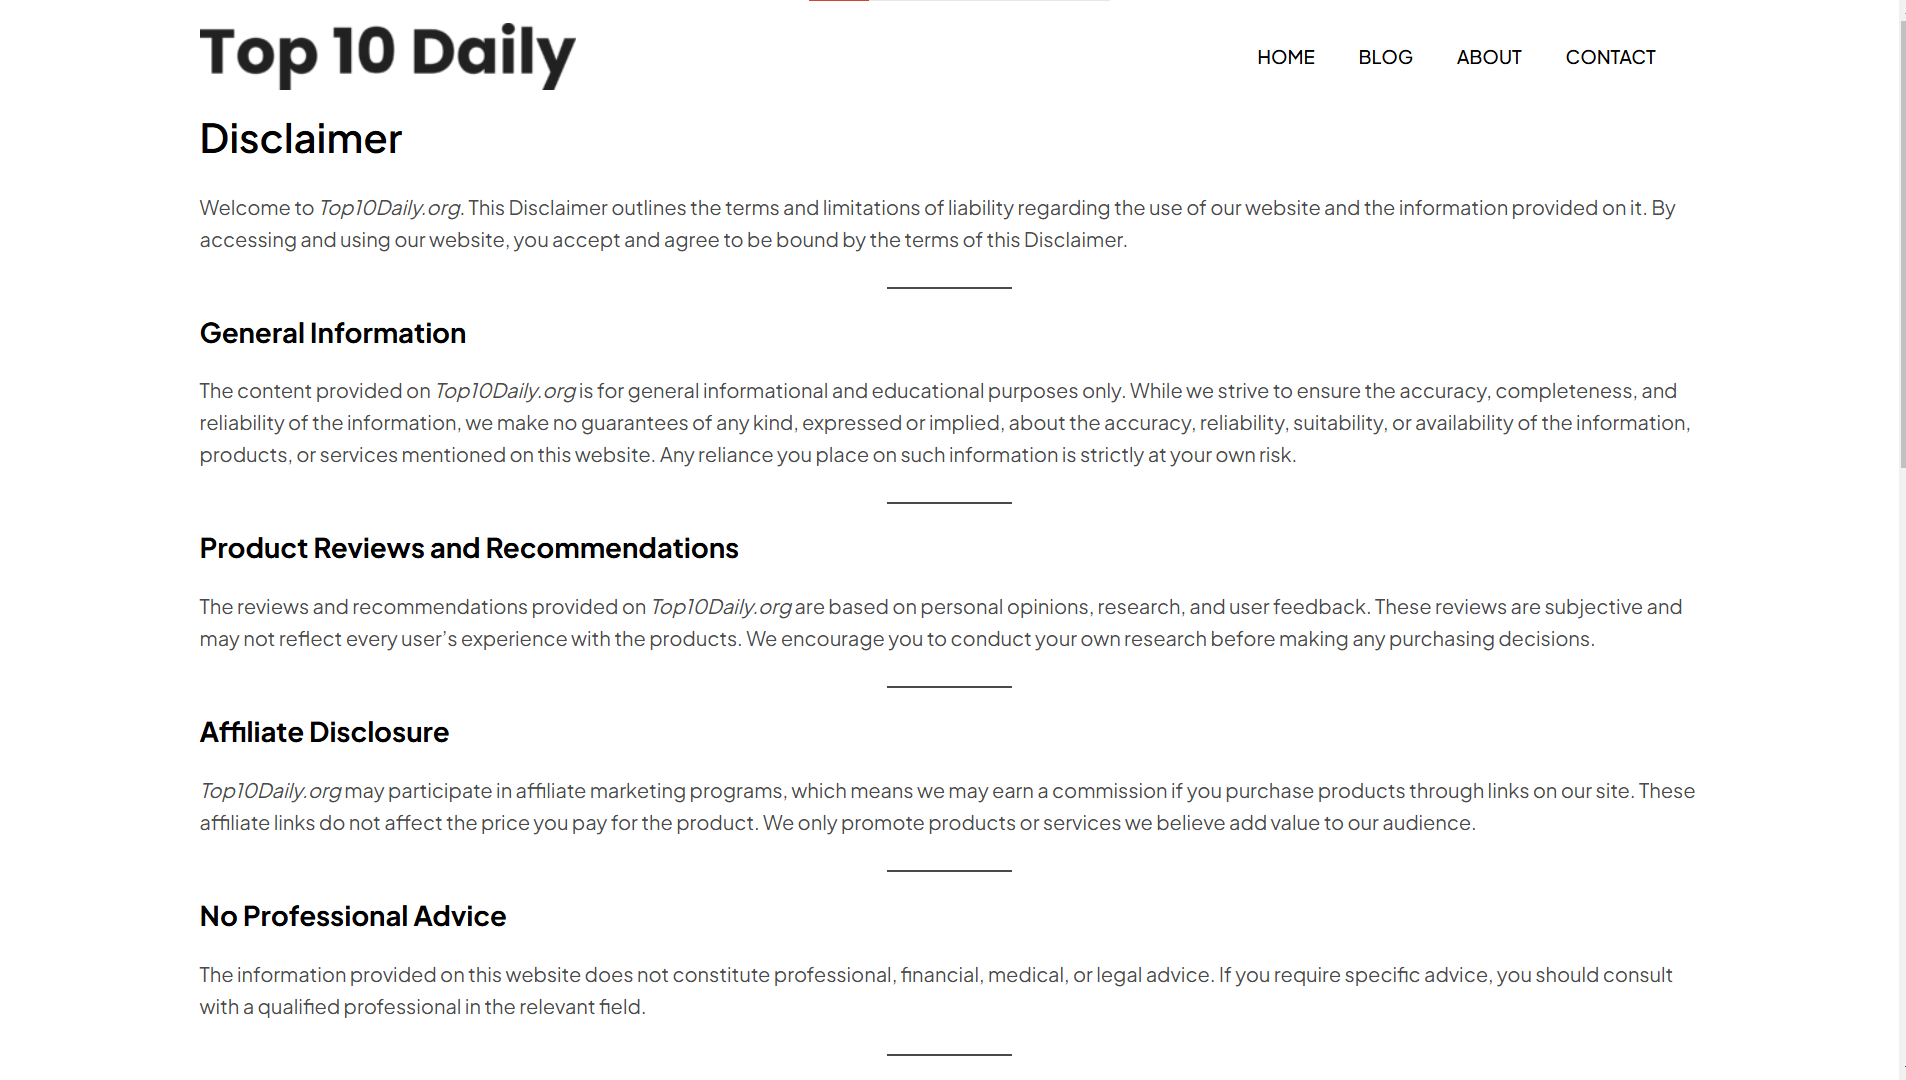 Top 10 Daily
HOME BLOG ABOUT CONTACT
Disclaimer
Welcome to Top10Daily.org. This Disclaimer outlines the terms and limitations of liability regarding the use of our website and the information provided on it. By
accessing and using our website, you accept and agree to be bound by the terms of this Disclaimer.
General Information
The content provided on Top10Daily.org is for general informational and educational purposes only. While we strive to ensure the accuracy, completeness, and
reliability of the information, we make no guarantees of any kind, expressed or implied, about the accuracy, reliability, suitability, or availability of the information,
products, or services mentioned on this website. Any reliance you place on such information is strictly at your own risk.
Product Reviews and Recommendations
The reviews and recommendations provided on Top10Daily.org are based on personal opinions, research, and user feedback. These reviews are subjective and
may not reflect every user’s experience with the products. We encourage you to conduct your own research before making any purchasing decisions.
Affiliate Disclosure
Top10Daily.org may participate in affiliate marketing programs, which means we may earn a commission if you purchase products through links on our site. These
affiliate links do not affect the price you pay for the product. We only promote products or services we believe add value to our audience.
No Professional Advice
The information provided on this website does not constitute professional, financial, medical, or legal advice. If you require specific advice, you should consult
with a qualified professional in the relevant field.